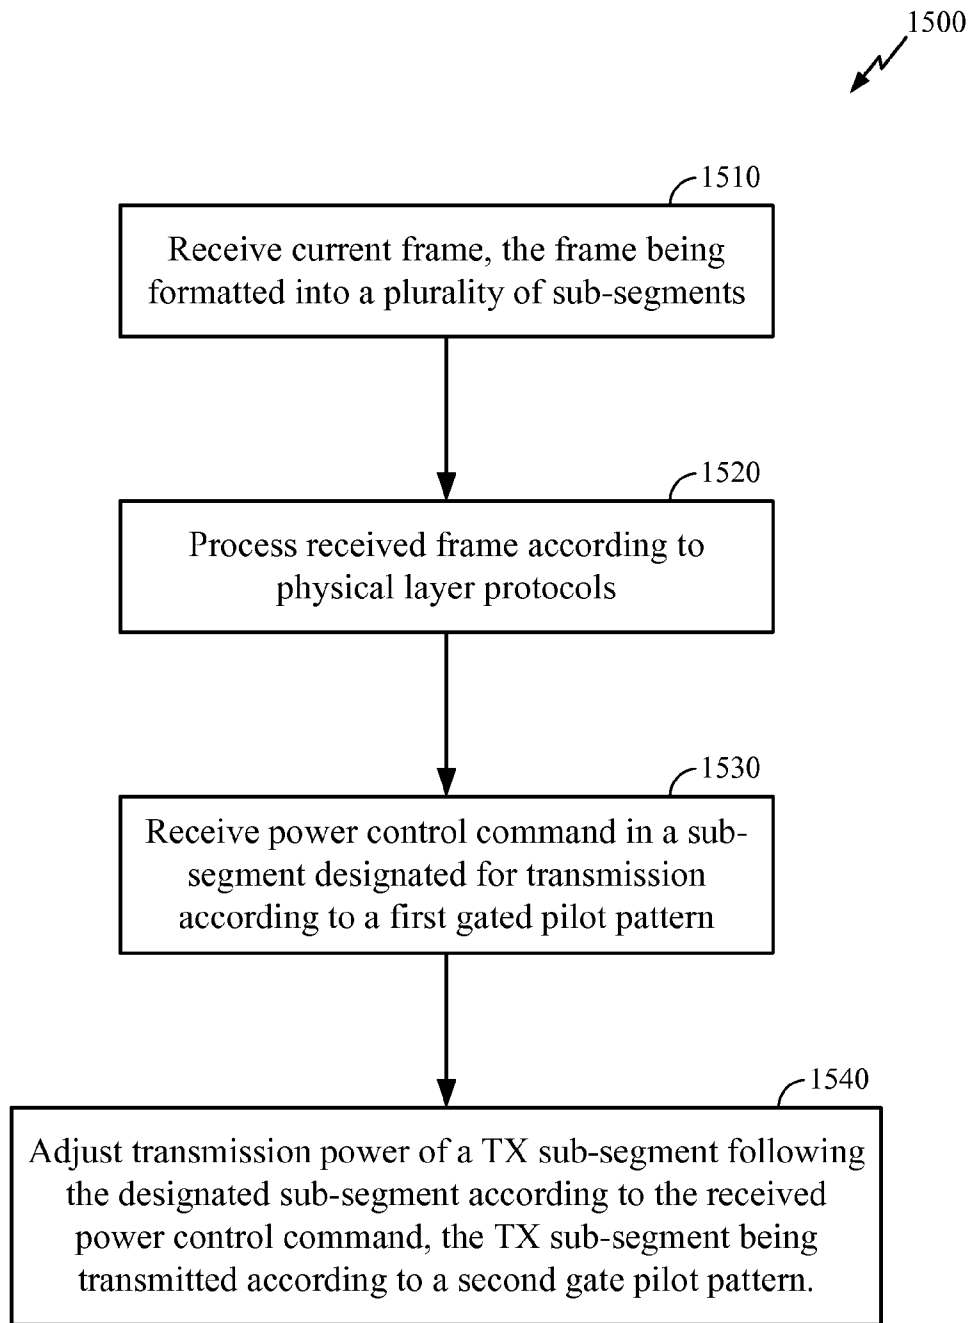 1500
1510
Receive current frame, the frame being
formatted into a plurality of sub-segments
1520
Process received frame according to
physical layer protocols
1530
Receive power control command in a sub-
segment designated for transmission
according to a first gated pilot pattern
1540
Adjust transmission power of a TX sub-segment following
the designated sub-segment according to the received
power control command, the TX sub-segment being
transmitted according to a second gate pilot pattern.